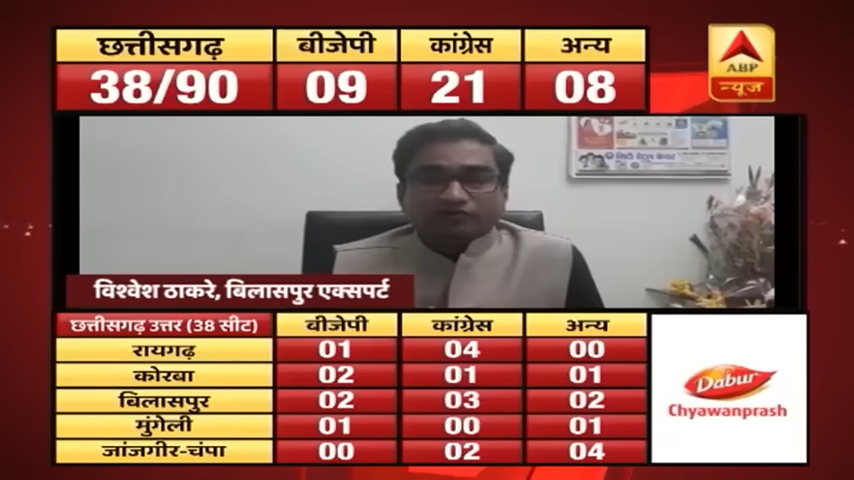 छत्तीसगढ़ बीजेपी कांग्रेस अन्य
38/90 09 21 08
ABP
न्यूज़
विश्वेश ठाकरे, बिलासपुर एक्सपर्ट
छत्तीसगढ़ उत्तर (38 सीट) बीजेपी कांग्रेस अन्य
रायगढ़ 01 04 00
कोरबा 02 01 01
बिलासपुर 02 03 02
मुंगेली 01 00 01
जांजगीर-चंपा 00 02 04
Dabur
Chyawanprash